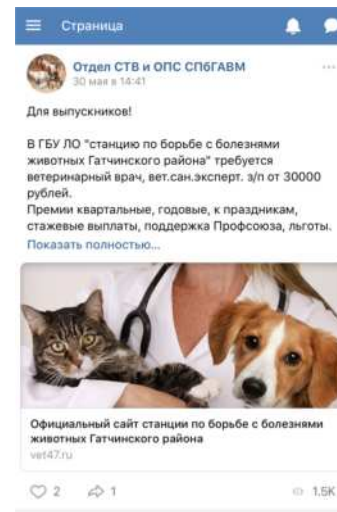 Страница
Отдел СТВ и ОПС СПбГАВМ
30 мая в 14:41
Для выпускников!
В ГБУ ЛО "станцию по борьбе с болезнями
животных Гатчинского района" требуется
ветеринарный врач, вет.сан.эксперт. з/п от 30000
рублей.
Премии квартальные, годовые, к праздникам,
стажевые выплаты, поддержка Профсоюза, льготы.
Показать полностью...
Официальный сайт станции по борьбе с болезнями
животных Гатчинского района
vet47.ru
2 1 1.5K